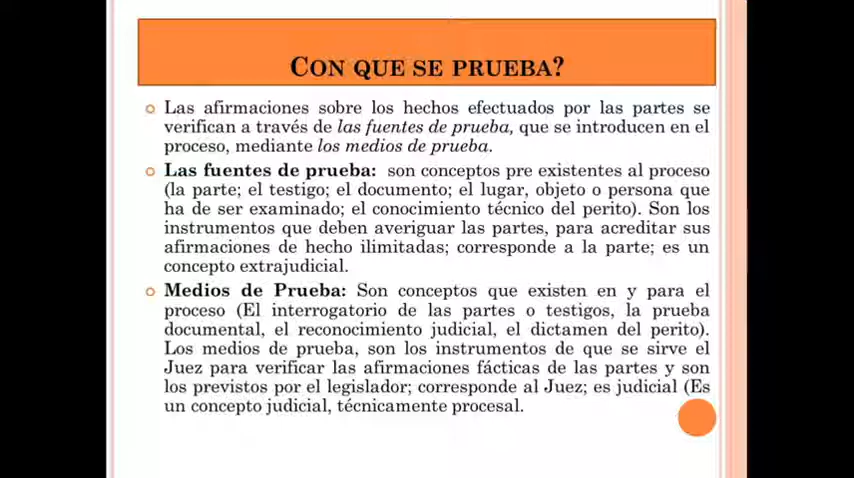 CON QUE SE PRUEBA?
Las afirmaciones sobre los hechos efectuados por las partes se
verifican a través de las fuentes de prueba, que se introducen en el
proceso, mediante los medios de prueba.
Las fuentes de prueba: son conceptos pre existentes al proceso
(la parte; el testigo; el documento; el lugar, objeto o persona que
ha de ser examinado; el conocimiento técnico del perito). Son los
instrumentos que deben averiguar las partes, para acreditar sus
afirmaciones de hecho ilimitadas; corresponde a la parte; es un
concepto extrajudicial.
Medios de Prueba: Son conceptos que existen en y para el
proceso (El interrogatorio de las partes o testigos, la prueba
documental, el reconocimiento judicial, el dictamen del perito).
Los medios de prueba, son los instrumentos de que se sirve el
Juez para verificar las afirmaciones fácticas de las partes y son
los previstos por el legislador; corresponde al Juez; es judicial (Es
un concepto judicial, técnicamente procesal.